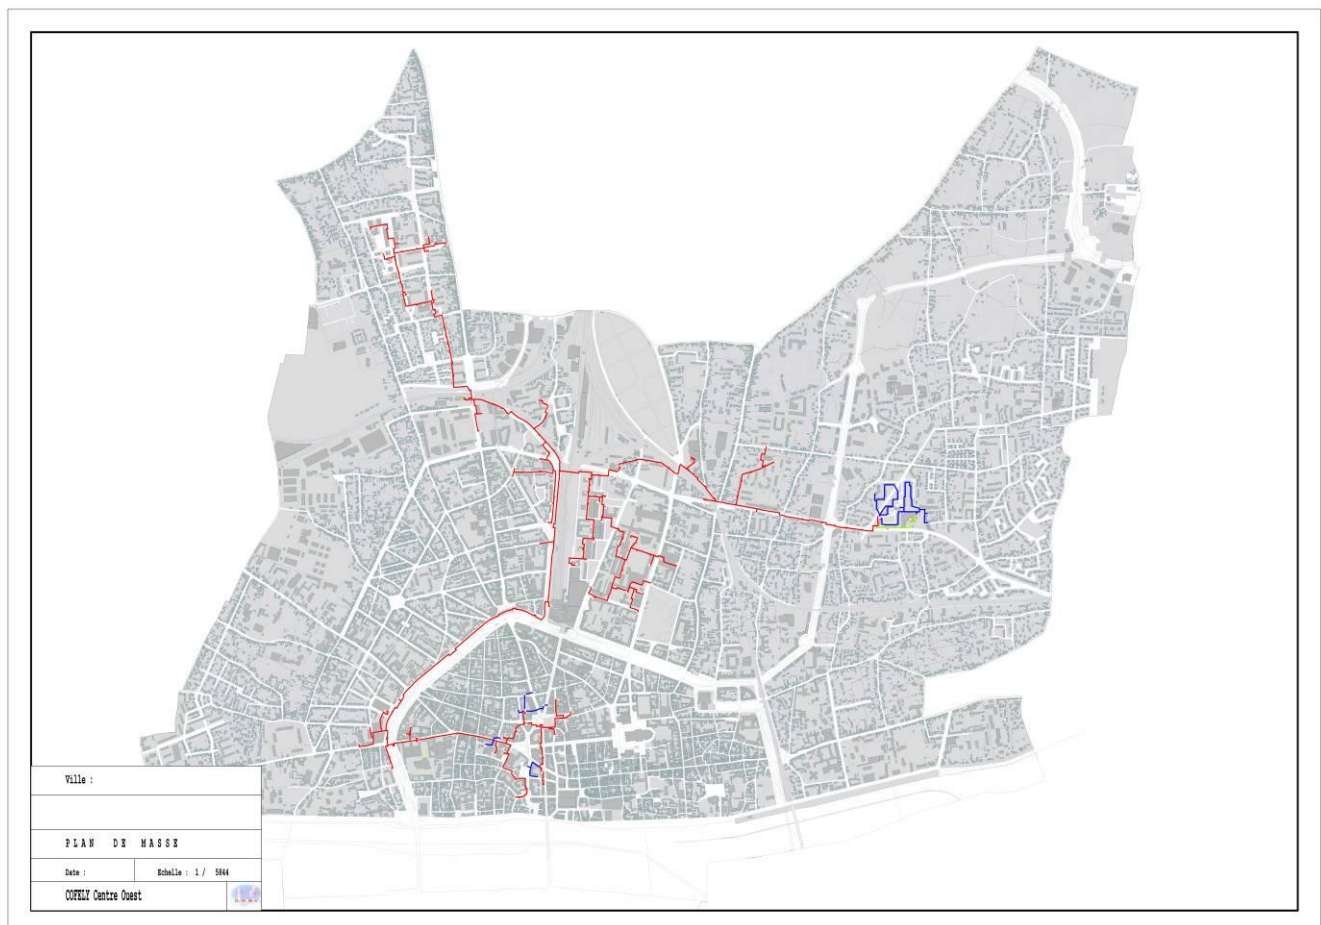 Ville :
PLAN DE MASSE
Date :
Echelle : 1 / 5844
COFELY Centre Ouest